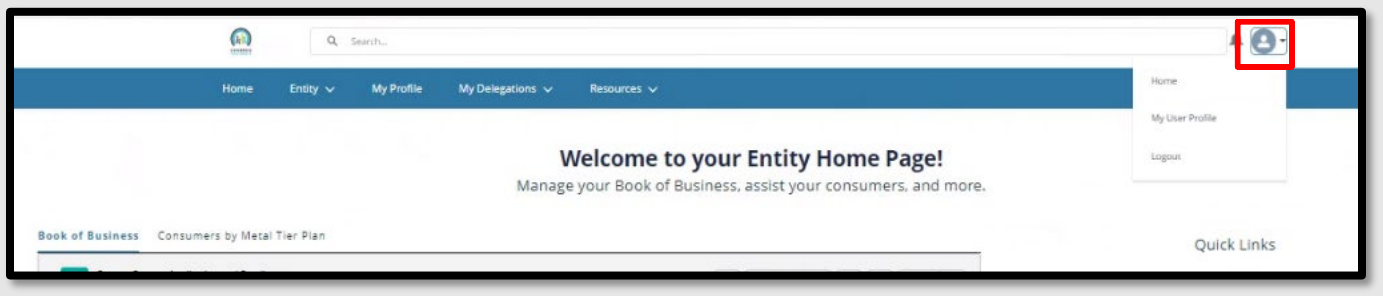 Search...
Home Entity My Profile My Delegations Resources
Home
My User Profile
Logout
Welcome to your Entity Home Page!
Manage your Book of Business, assist your consumers, and more.
Book of Business Consumers by Metal Tier Plan
Quick Links